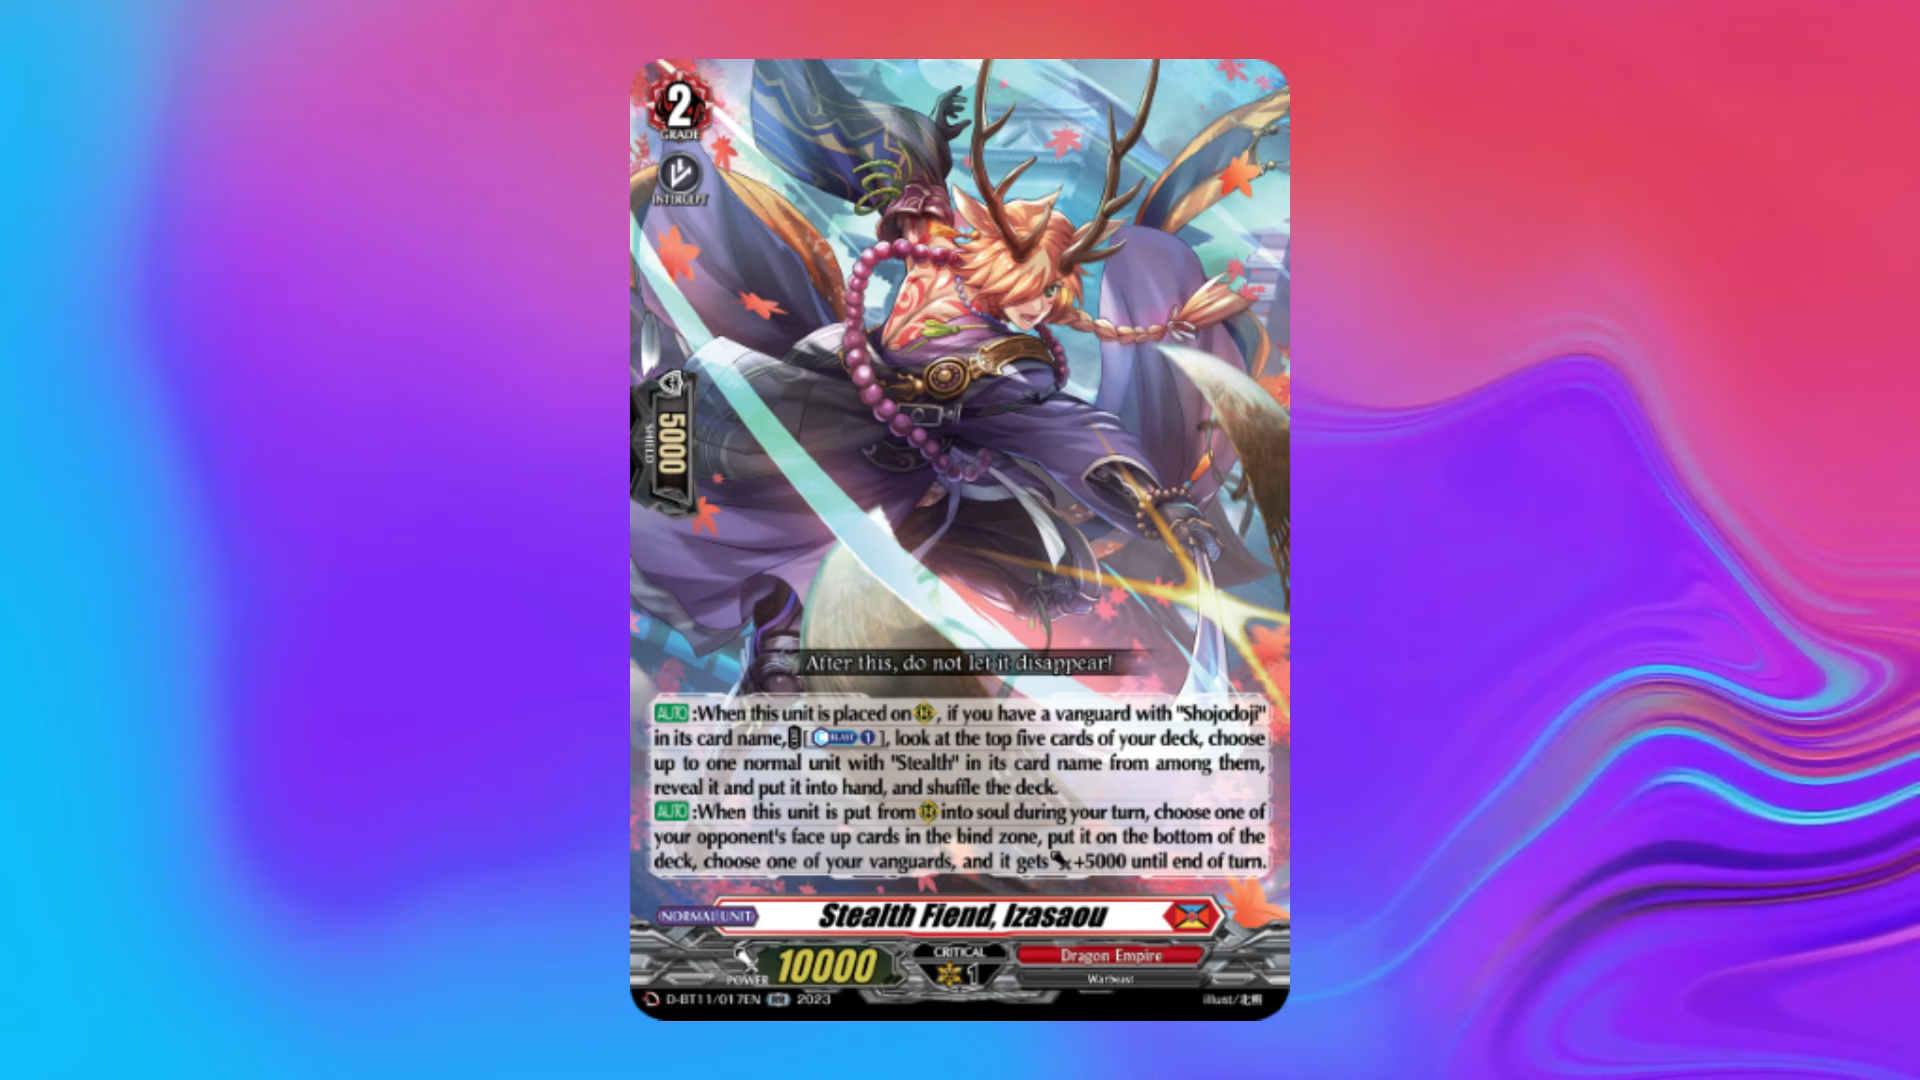 2
GRADE
INTERCEPT
5000
SHIELD
After this, do not let it disappear!
AUTO :When this unit is placed on RC, if you have a vanguard with "Shojodoji"
in its card name, [ C BLAST 1 ], look at the top five cards of your deck, choose
up to one normal unit with "Stealth" in its card name from among them,
reveal it and put it into hand, and shuffle the deck.
AUTO :When this unit is put from RC into soul during your turn, choose one of
your opponent's face up cards in the bind zone, put it on the bottom of the
deck, choose one of your vanguards, and it gets +5000 until end of turn.
NORMAL UNIT
Stealth Fiend, Izasaou
POWER 10000
CRITICAL
1
Dragon Empire
Warbeast
D-BT11/017EN RRR 2023
illust/北熊